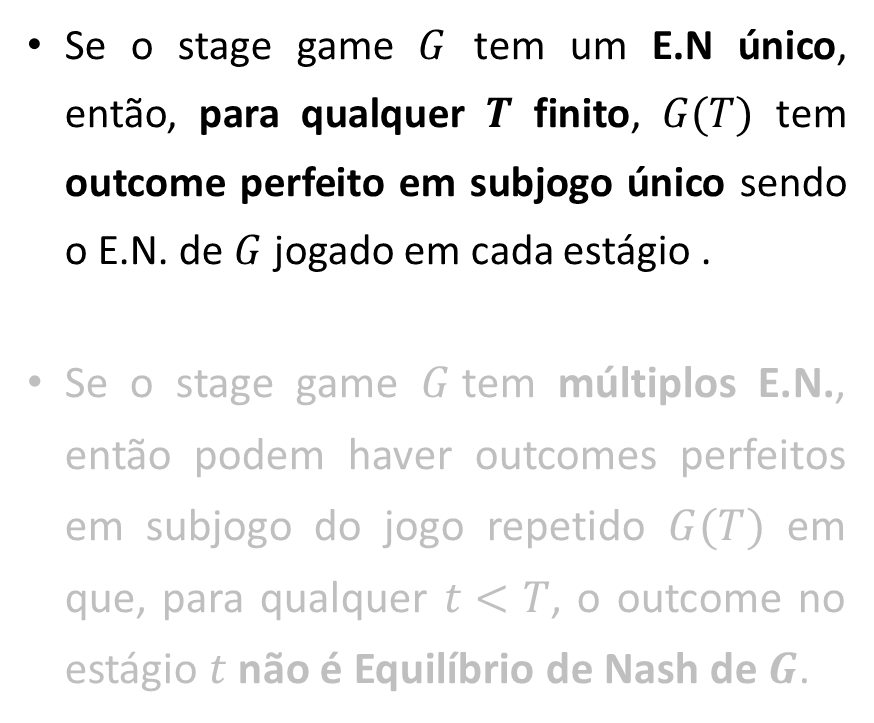 • Se o stage game G tem um E.N único,
então, para qualquer T finito, G(T) tem
outcome perfeito em subjogo único sendo
o E.N. de G jogado em cada estágio .
• Se o stage game G tem múltiplos E.N.,
então podem haver outcomes perfeitos
em subjogo do jogo repetido G(T) em
que, para qualquer t < T, o outcome no
estágio t não é Equilíbrio de Nash de G.